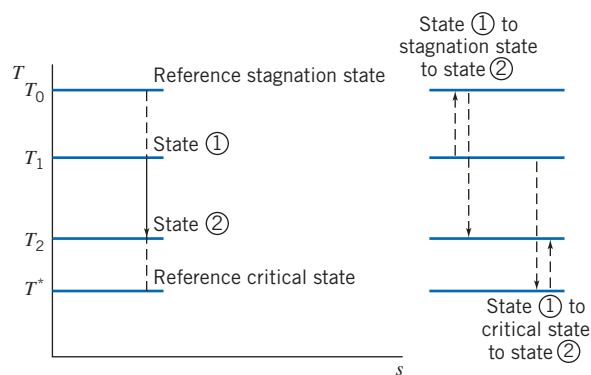 T
T0
Reference stagnation state
T1
State ①
T2
State ②
T*
Reference critical state
s
State ① to
stagnation state
to state ②
State ① to
critical state
to state ②